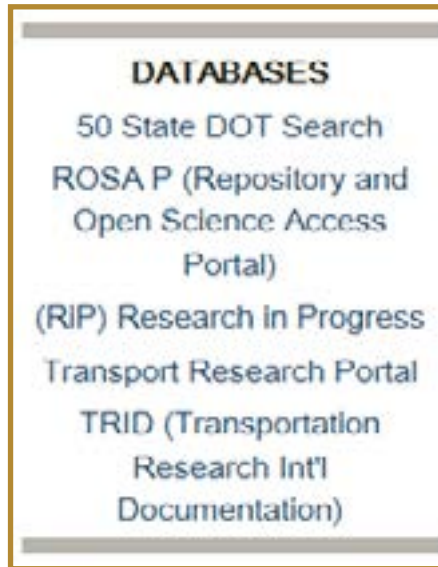 DATABASES
50 State DOT Search
ROSA P (Repository and
Open Science Access
Portal)
(RiP) Research in Progress
Transport Research Portal
TRID (Transportation
Research Int'l
Documentation)